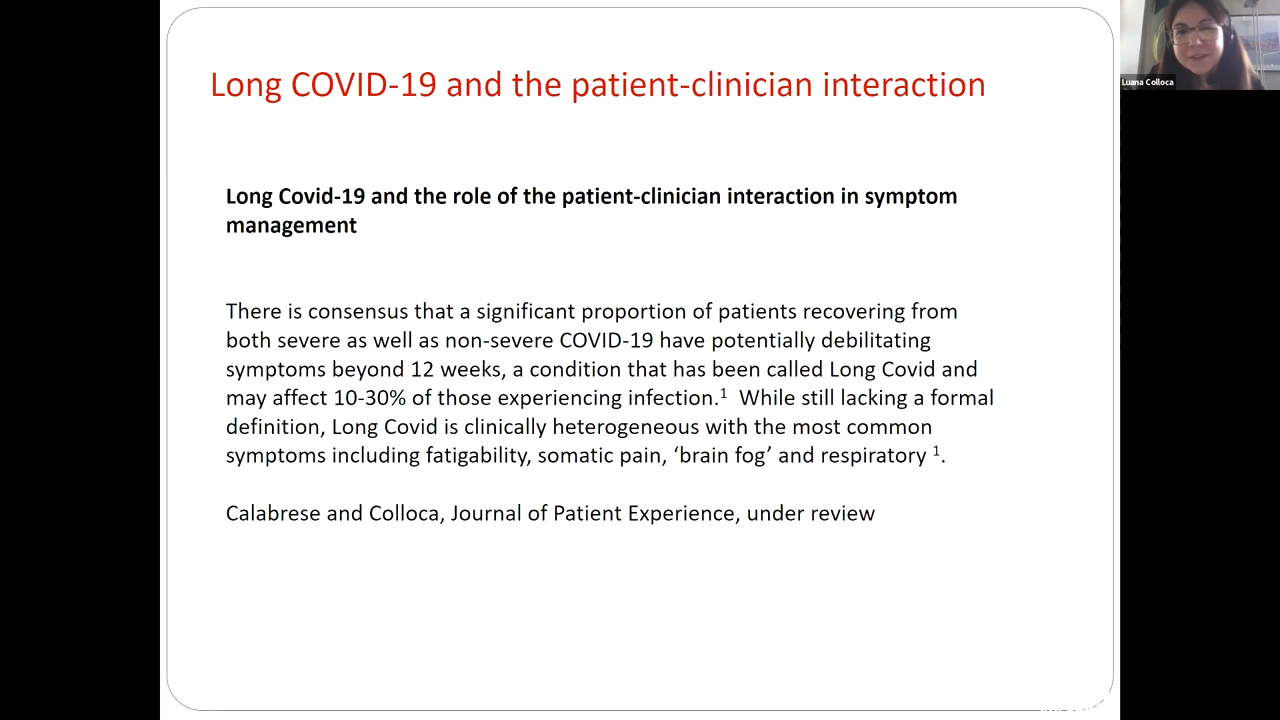 Long COVID-19 and the patient-clinician interaction
Luana Colloca
Long Covid-19 and the role of the patient-clinician interaction in symptom
management
There is consensus that a significant proportion of patients recovering from
both severe as well as non-severe COVID-19 have potentially debilitating
symptoms beyond 12 weeks, a condition that has been called Long Covid and
may affect 10-30% of those experiencing infection.¹  While still lacking a formal
definition, Long Covid is clinically heterogeneous with the most common
symptoms including fatigability, somatic pain, ‘brain fog’ and respiratory ¹.
Calabrese and Colloca, Journal of Patient Experience, under review